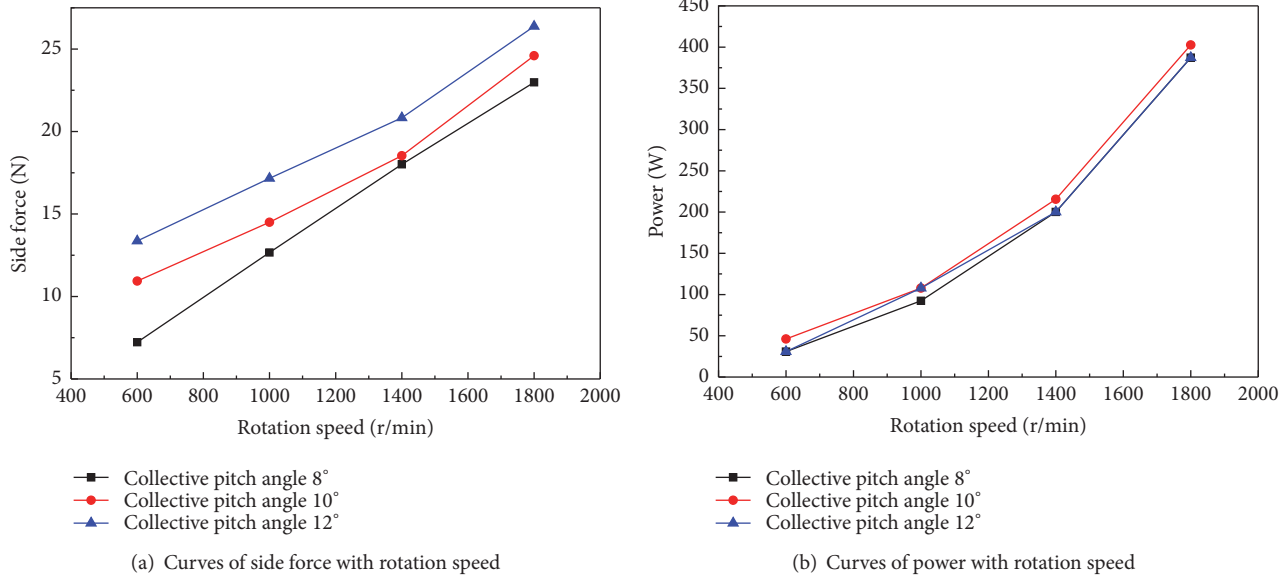 25
20
15
10
5
Side force (N)
400 600 800 1000 1200 1400 1600 1800 2000
Rotation speed (r/min)
Collective pitch angle 8°
Collective pitch angle 10°
Collective pitch angle 12°
(a) Curves of side force with rotation speed
450
400
350
300
250
200
150
100
50
0
Power (W)
400 600 800 1000 1200 1400 1600 1800 2000
Rotation speed (r/min)
Collective pitch angle 8°
Collective pitch angle 10°
Collective pitch angle 12°
(b) Curves of power with rotation speed